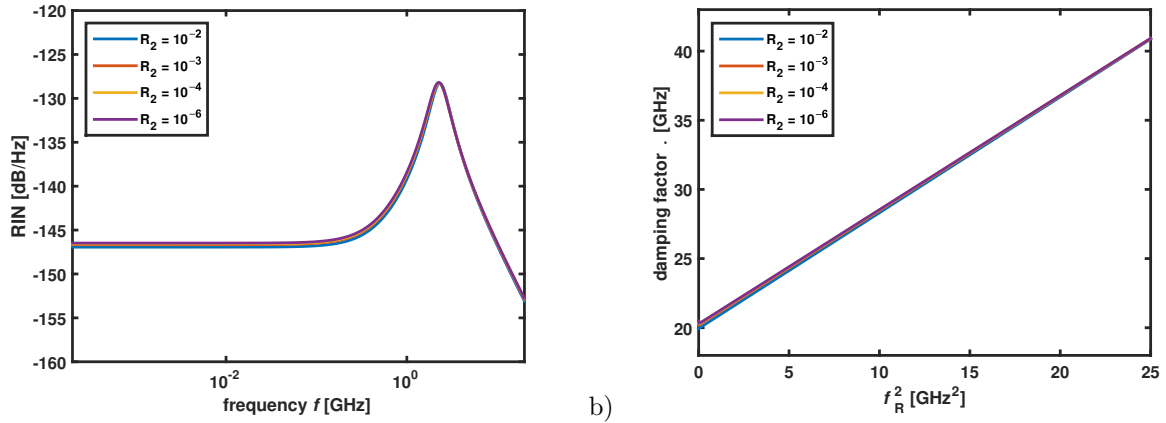 -120
-125
-130
-135
-140
-145
-150
-155
-160
RIN [dB/Hz]
R2 = 10-2
R2 = 10-3
R2 = 10-4
R2 = 10-6
10-2
100
frequency f [GHz]
b)
40
35
30
25
20
damping factor . [GHz]
R2 = 10-2
R2 = 10-3
R2 = 10-4
R2 = 10-6
0 5 10 15 20 25
fR2 [GHz2]